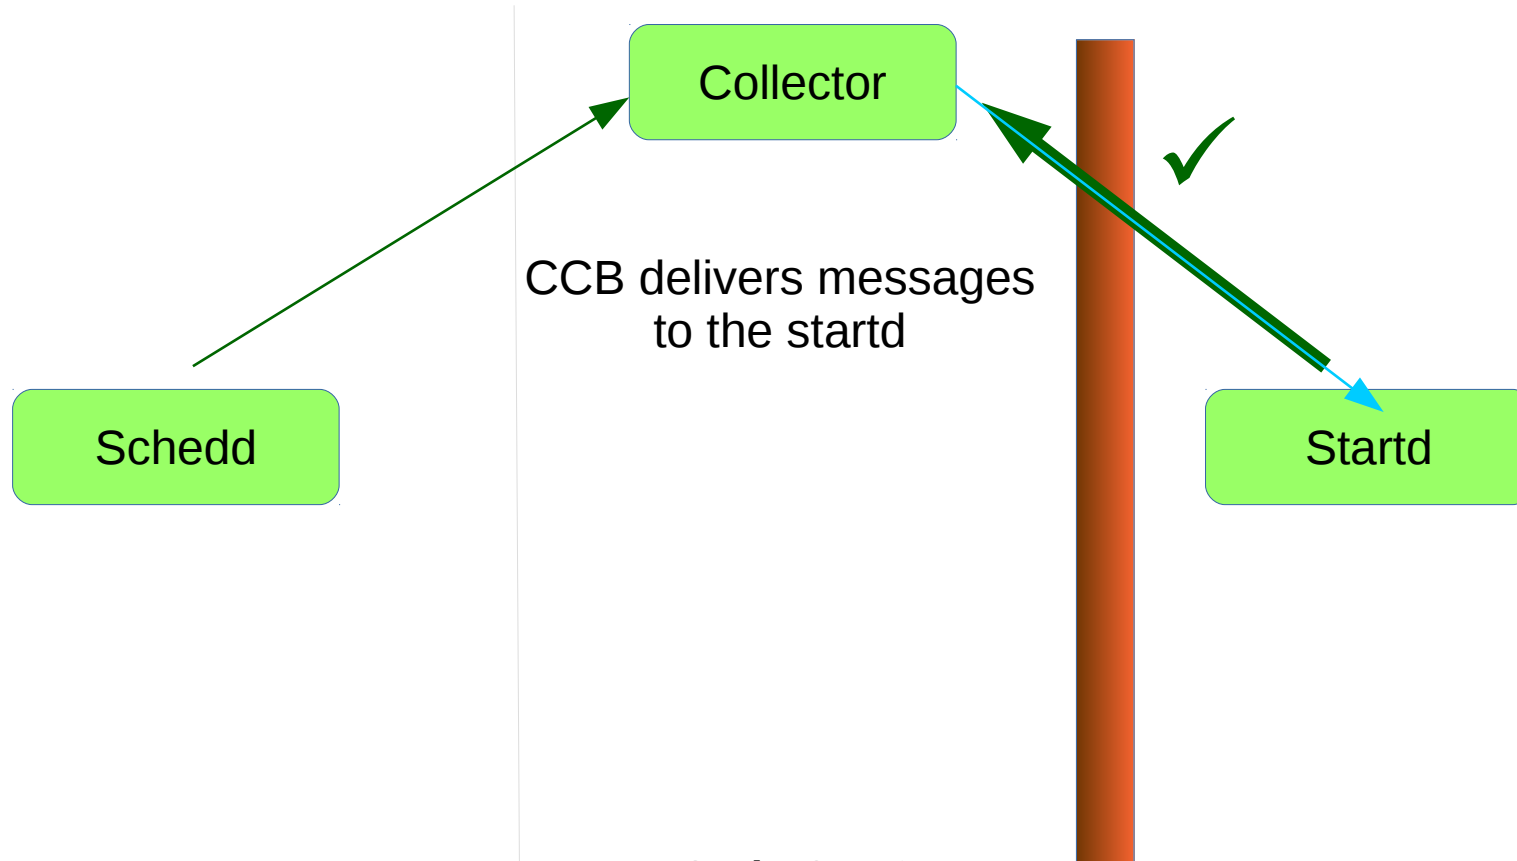 Collector
CCB delivers messages
to the startd
Schedd
Startd